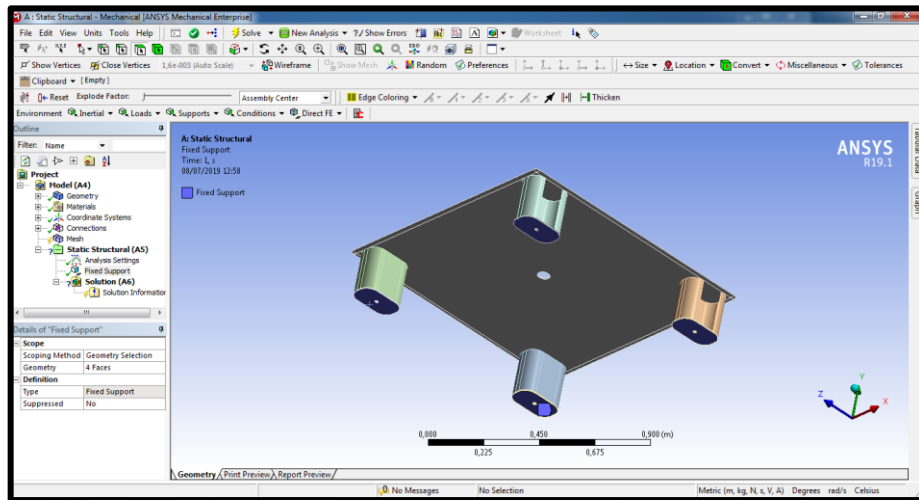 A : Static Structural - Mechanical [ANSYS Mechanical Enterprise]
File Edit View Units Tools Help Solve New Analysis ?/ Show Errors A Worksheet
Show Vertices Close Vertices 1,6e-003 (Auto Scale) Wireframe Show Mesh Random Preferences Size Location Convert Miscellaneous Tolerances
Clipboard [Empty]
Reset Explode Factor: Assembly Center Edge Coloring Thicken
Environment Inertial Loads Supports Conditions Direct FE
Outline
Filter: Name
Project
Model (A4)
Geometry
Materials
Coordinate Systems
Connections
Mesh
Static Structural (A5)
Analysis Settings
Fixed Support
Solution (A6)
Solution Information
Details of "Fixed Support"
Scope
Scoping Method Geometry Selection
Geometry 4 Faces
Definition
Type Fixed Support
Suppressed No
A: Static Structural
Fixed Support
Time: 1, s
08/07/2019 12:58
Fixed Support
ANSYS
R19.1
Graph
0,000 0,450 0,900 (m)
0,225 0,675
Y
Z X
Geometry Print Preview Report Preview
No Messages No Selection Metric (m, kg, N, s, V, A) Degrees rad/s Celsius